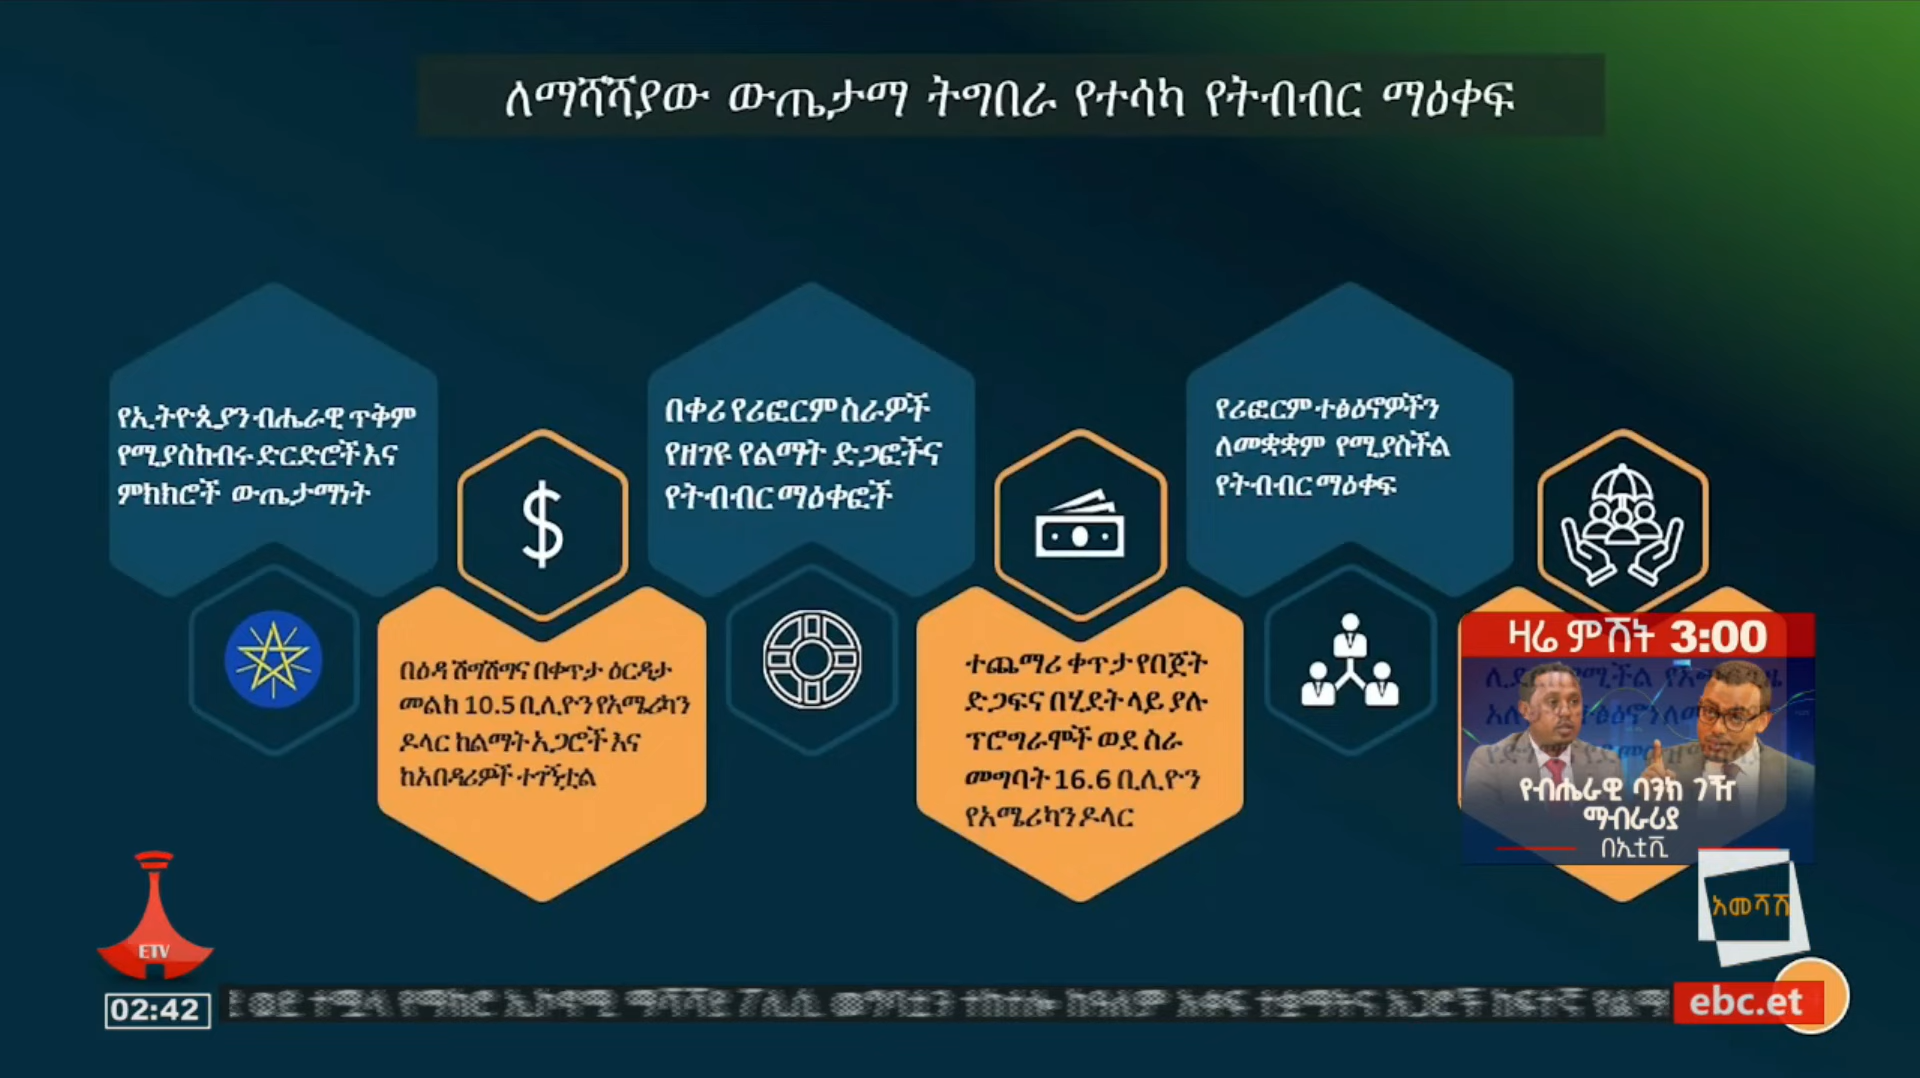 ለማሻሻያው ውጤታማ ትግበራ የተሳካ የትብብር ማዕቀፍ
የኢትዮጲያን ብሔራዊ ጥቅም
የሚያስከብሩ ድርድሮች እና
ምክክሮች ውጤታማነት
በዕዳ ሽግሽግና በቀጥታ ዕርዳታ
መልክ 10.5 ቢሊዮን የአሜሪካን
ዶላር ከልማት አጋሮች እና
ከአበዳሪዎች ተገኝቷል
በቀሪ የሪፎርም ስራዎች
የዘገዩ የልማት ድጋፎችና
የትብብር ማዕቀፎች
ተጨማሪ ቀጥታ የበጀት
ድጋፍና በሂደት ላይ ያሉ
ፕሮግራሞች ወደ ስራ
መግባት 16.6 ቢሊዮን
የአሜሪካን ዶላር
የሪፎርም ተፅዕኖዎችን
ለመቋቋም የሚያስችል
የትብብር ማዕቀፍ
ዛሬ ምሽት 3:00
የብሔራዊ ባንክ ገዥ
ማብራሪያ
በኢቲቪ
አመሻሽ
ETV
02:42
ebc.et